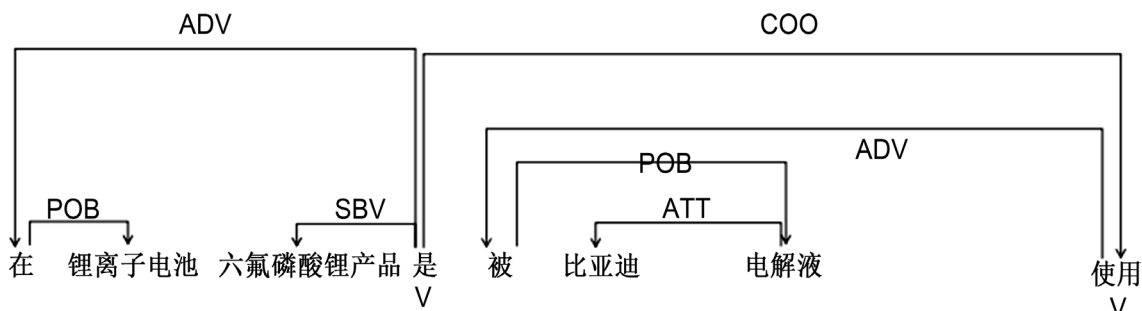 ADV COO
ADV
POB
POB SBV ATT
在 锂离子电池 六氟磷酸锂产品 是 被 比亚迪 电解液 使用
V V